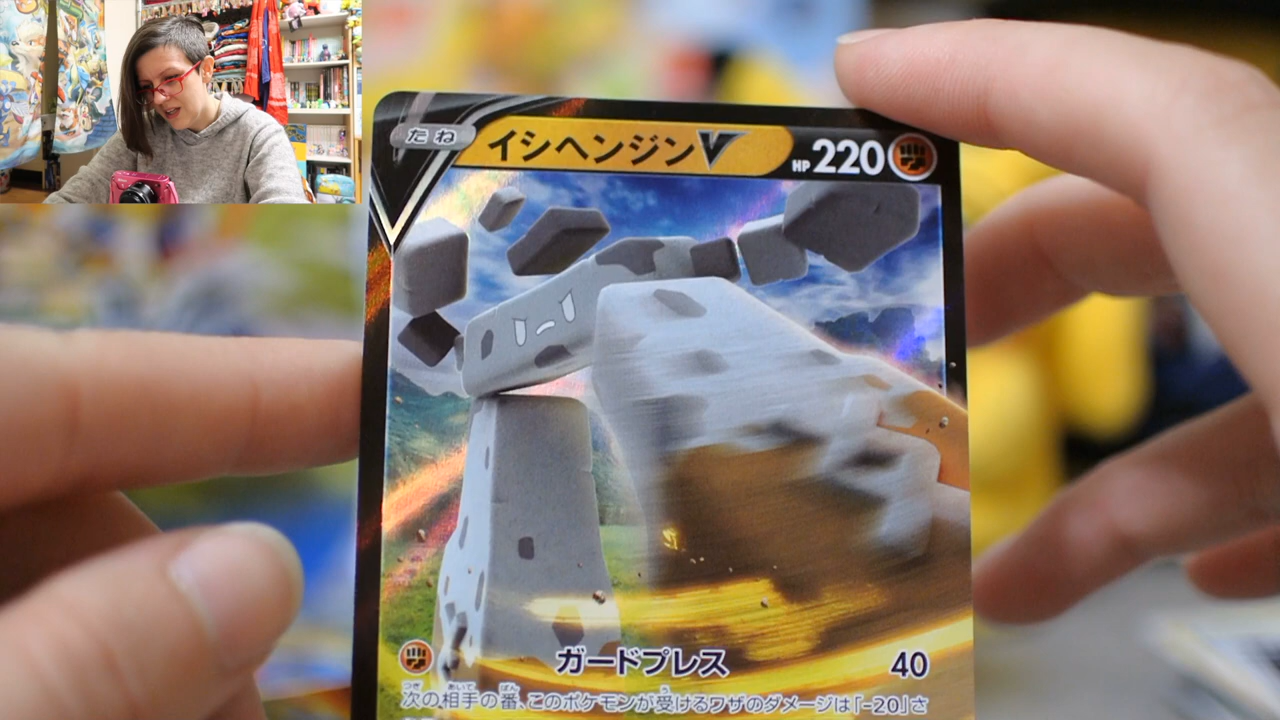 たね イシヘンジンV HP 220
ガードプレス 40
次の相手の番、このポケモンが受けるワザのダメージは「-20」さ